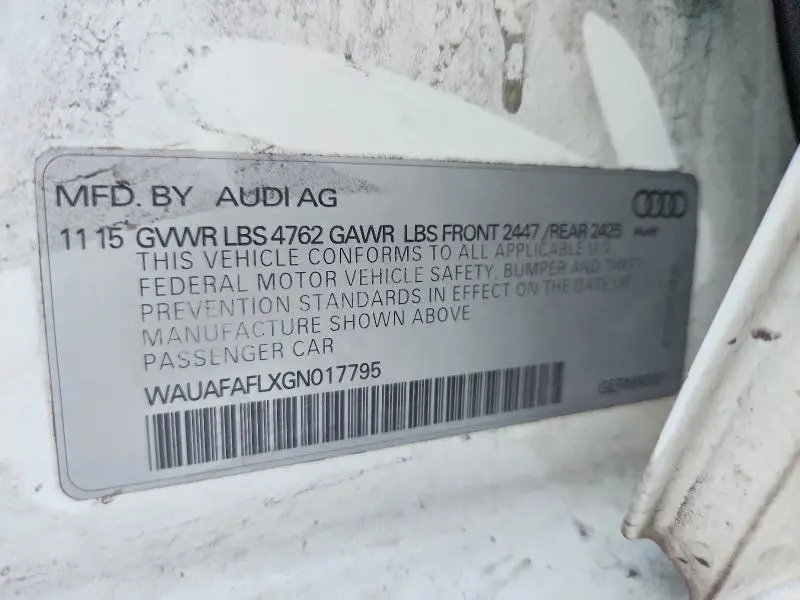 MFD. BY AUDI AG
11 15 GVWR LBS 4762 GAWR LBS FRONT 2447 /REAR 2425
THIS VEHICLE CONFORMS TO ALL APPLICABLE U.S.
FEDERAL MOTOR VEHICLE SAFETY, BUMPER AND THEFT
PREVENTION STANDARDS IN EFFECT ON THE DATE OF
MANUFACTURE SHOWN ABOVE
PASSENGER CAR
WAUAFAFLXGN017795